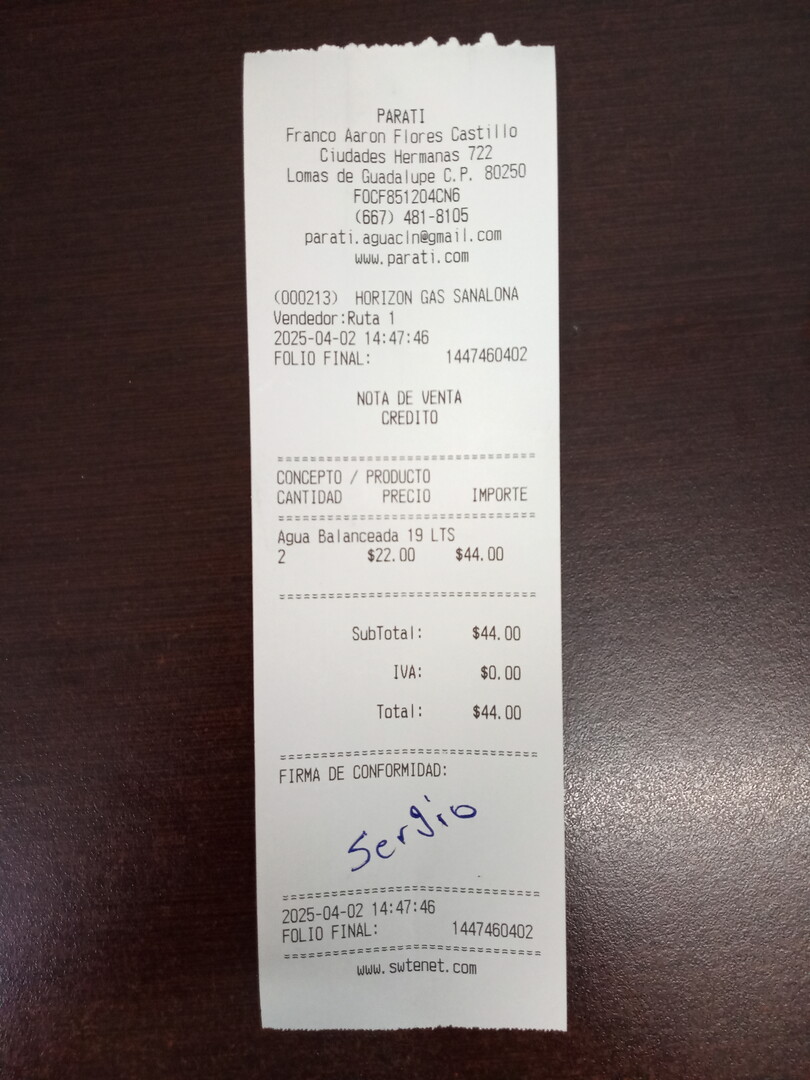 PARATI
Franco Aaron Flores Castillo
Ciudades Hermanas 722
Lomas de Guadalupe C.P. 80250
FOCF851204CN6
(667) 481-8105
parati.aguacln@gmail.com
www.parati.com
(000213) HORIZON GAS SANALONA
Vendedor:Ruta 1
2025-04-02 14:47:46
FOLIO FINAL: 1447460402
NOTA DE VENTA
CREDITO
================================
CONCEPTO / PRODUCTO
CANTIDAD PRECIO IMPORTE
================================
Agua Balanceada 19 LTS
2 $22.00 $44.00
================================
SubTotal: $44.00
IVA: $0.00
Total: $44.00
================================
FIRMA DE CONFORMIDAD:
Sergio
================================
2025-04-02 14:47:46
FOLIO FINAL: 1447460402
================================
www.swtenet.com